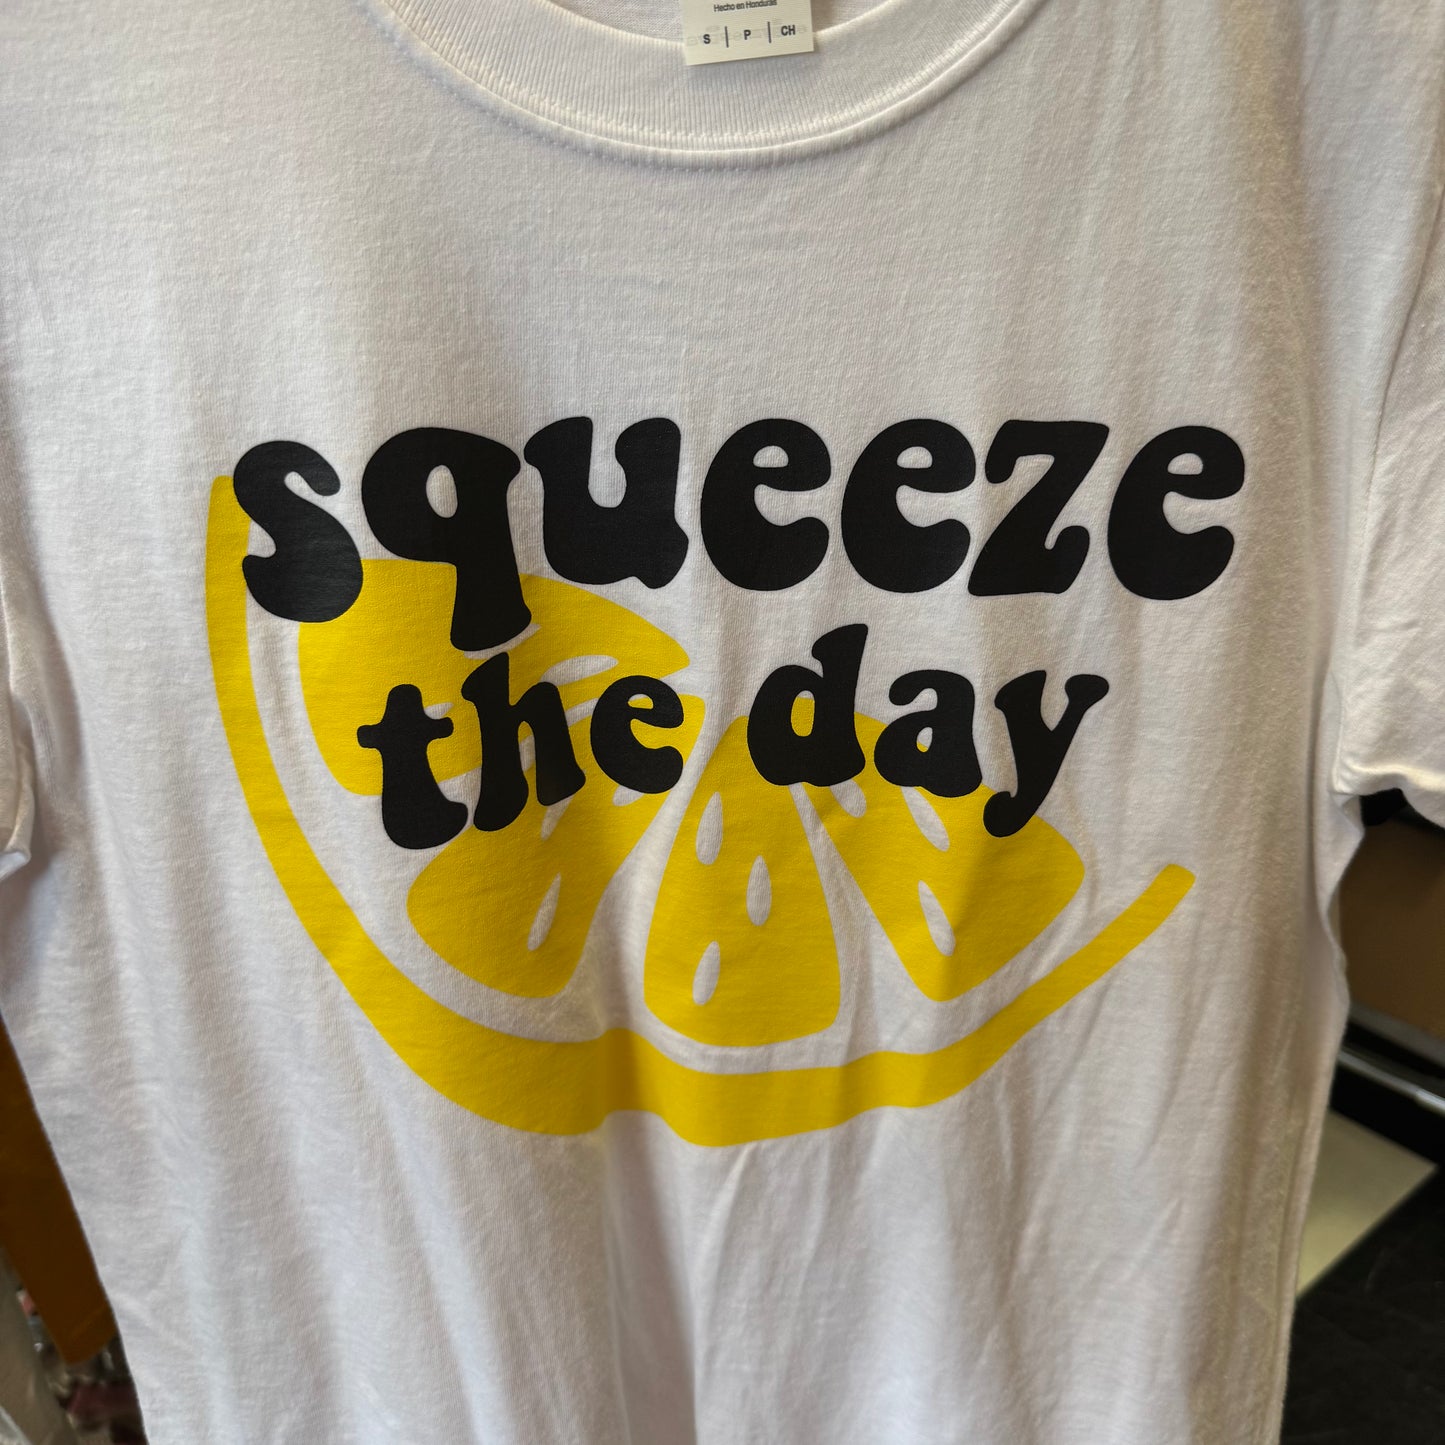 Hecho en Honduras
S | P | CH
squeeze
the day